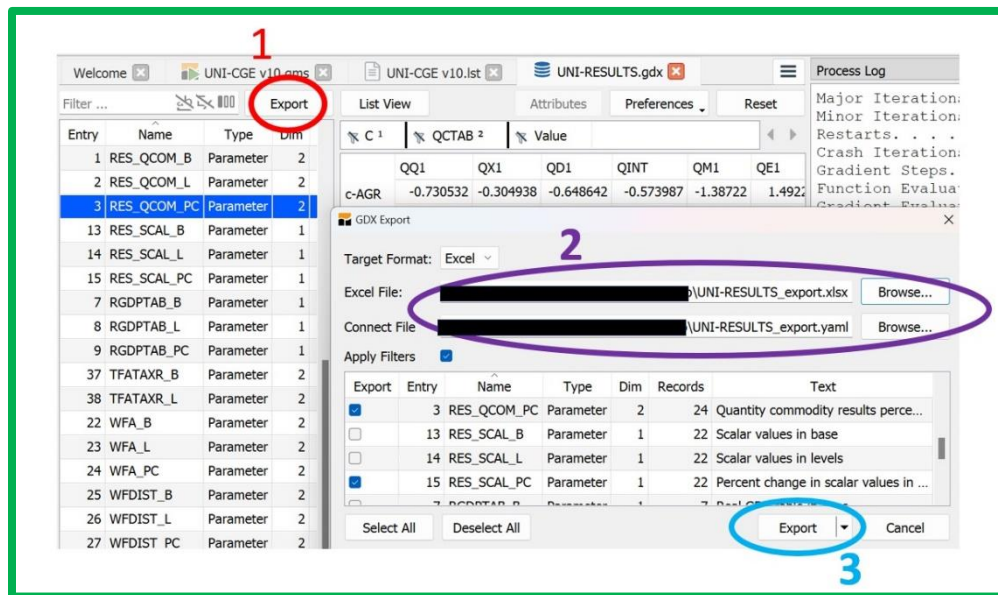 1
Welcome UNI-CGE v10.gms UNI-CGE v10.lst UNI-RESULTS.gdx Process Log
Filter ... Export List View Attributes Preferences Reset
Entry Name Type Dim
1 RES_QCOM_B Parameter 2
2 RES_QCOM_L Parameter 2
3 RES_QCOM_PC Parameter 2
13 RES_SCAL_B Parameter 1
14 RES_SCAL_L Parameter 1
15 RES_SCAL_PC Parameter 1
7 RGDPTAB_B Parameter 1
8 RGDPTAB_L Parameter 1
9 RGDPTAB_PC Parameter 1
37 TFATAXR_B Parameter 2
38 TFATAXR_L Parameter 2
22 WFA_B Parameter 2
23 WFA_L Parameter 2
24 WFA_PC Parameter 2
25 WFDIST_B Parameter 2
26 WFDIST_L Parameter 2
27 WFDIST PC Parameter 2
C 1 QCTAB 2 Value
QQ1 QX1 QD1 QINT QM1 QE1
c-AGR -0.730532 -0.304938 -0.648642 -0.573987 -1.38722 1.492
Major Iteration
Minor Iteration
Restarts. . . .
Crash Iteration
Gradient Steps.
Function Evalua
Gradient Evalua
GDX Export
2
Target Format: Excel
Excel File: \UNI-RESULTS_export.xlsx Browse...
Connect File \UNI-RESULTS_export.yaml Browse...
Apply Filters
Export Entry Name Type Dim Records Text
3 RES_QCOM_PC Parameter 2 24 Quantity commodity results perce...
13 RES_SCAL_B Parameter 1 22 Scalar values in base
14 RES_SCAL_L Parameter 1 22 Scalar values in levels
15 RES_SCAL_PC Parameter 1 22 Percent change in scalar values in ...
Select All Deselect All Export Cancel
3